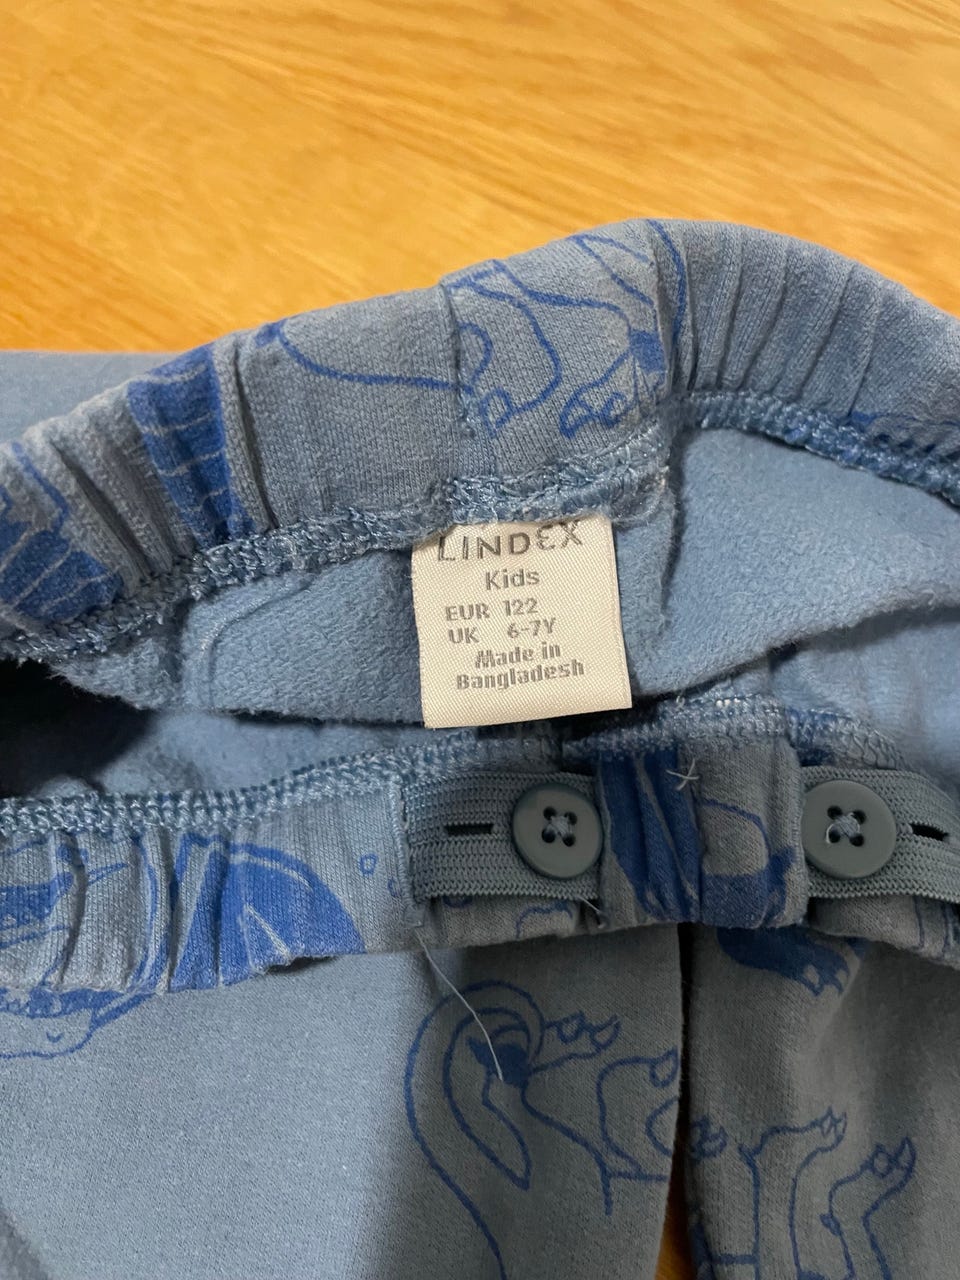 LINDEX
Kids
EUR 122
UK 6-7Y
Made in
Bangladesh